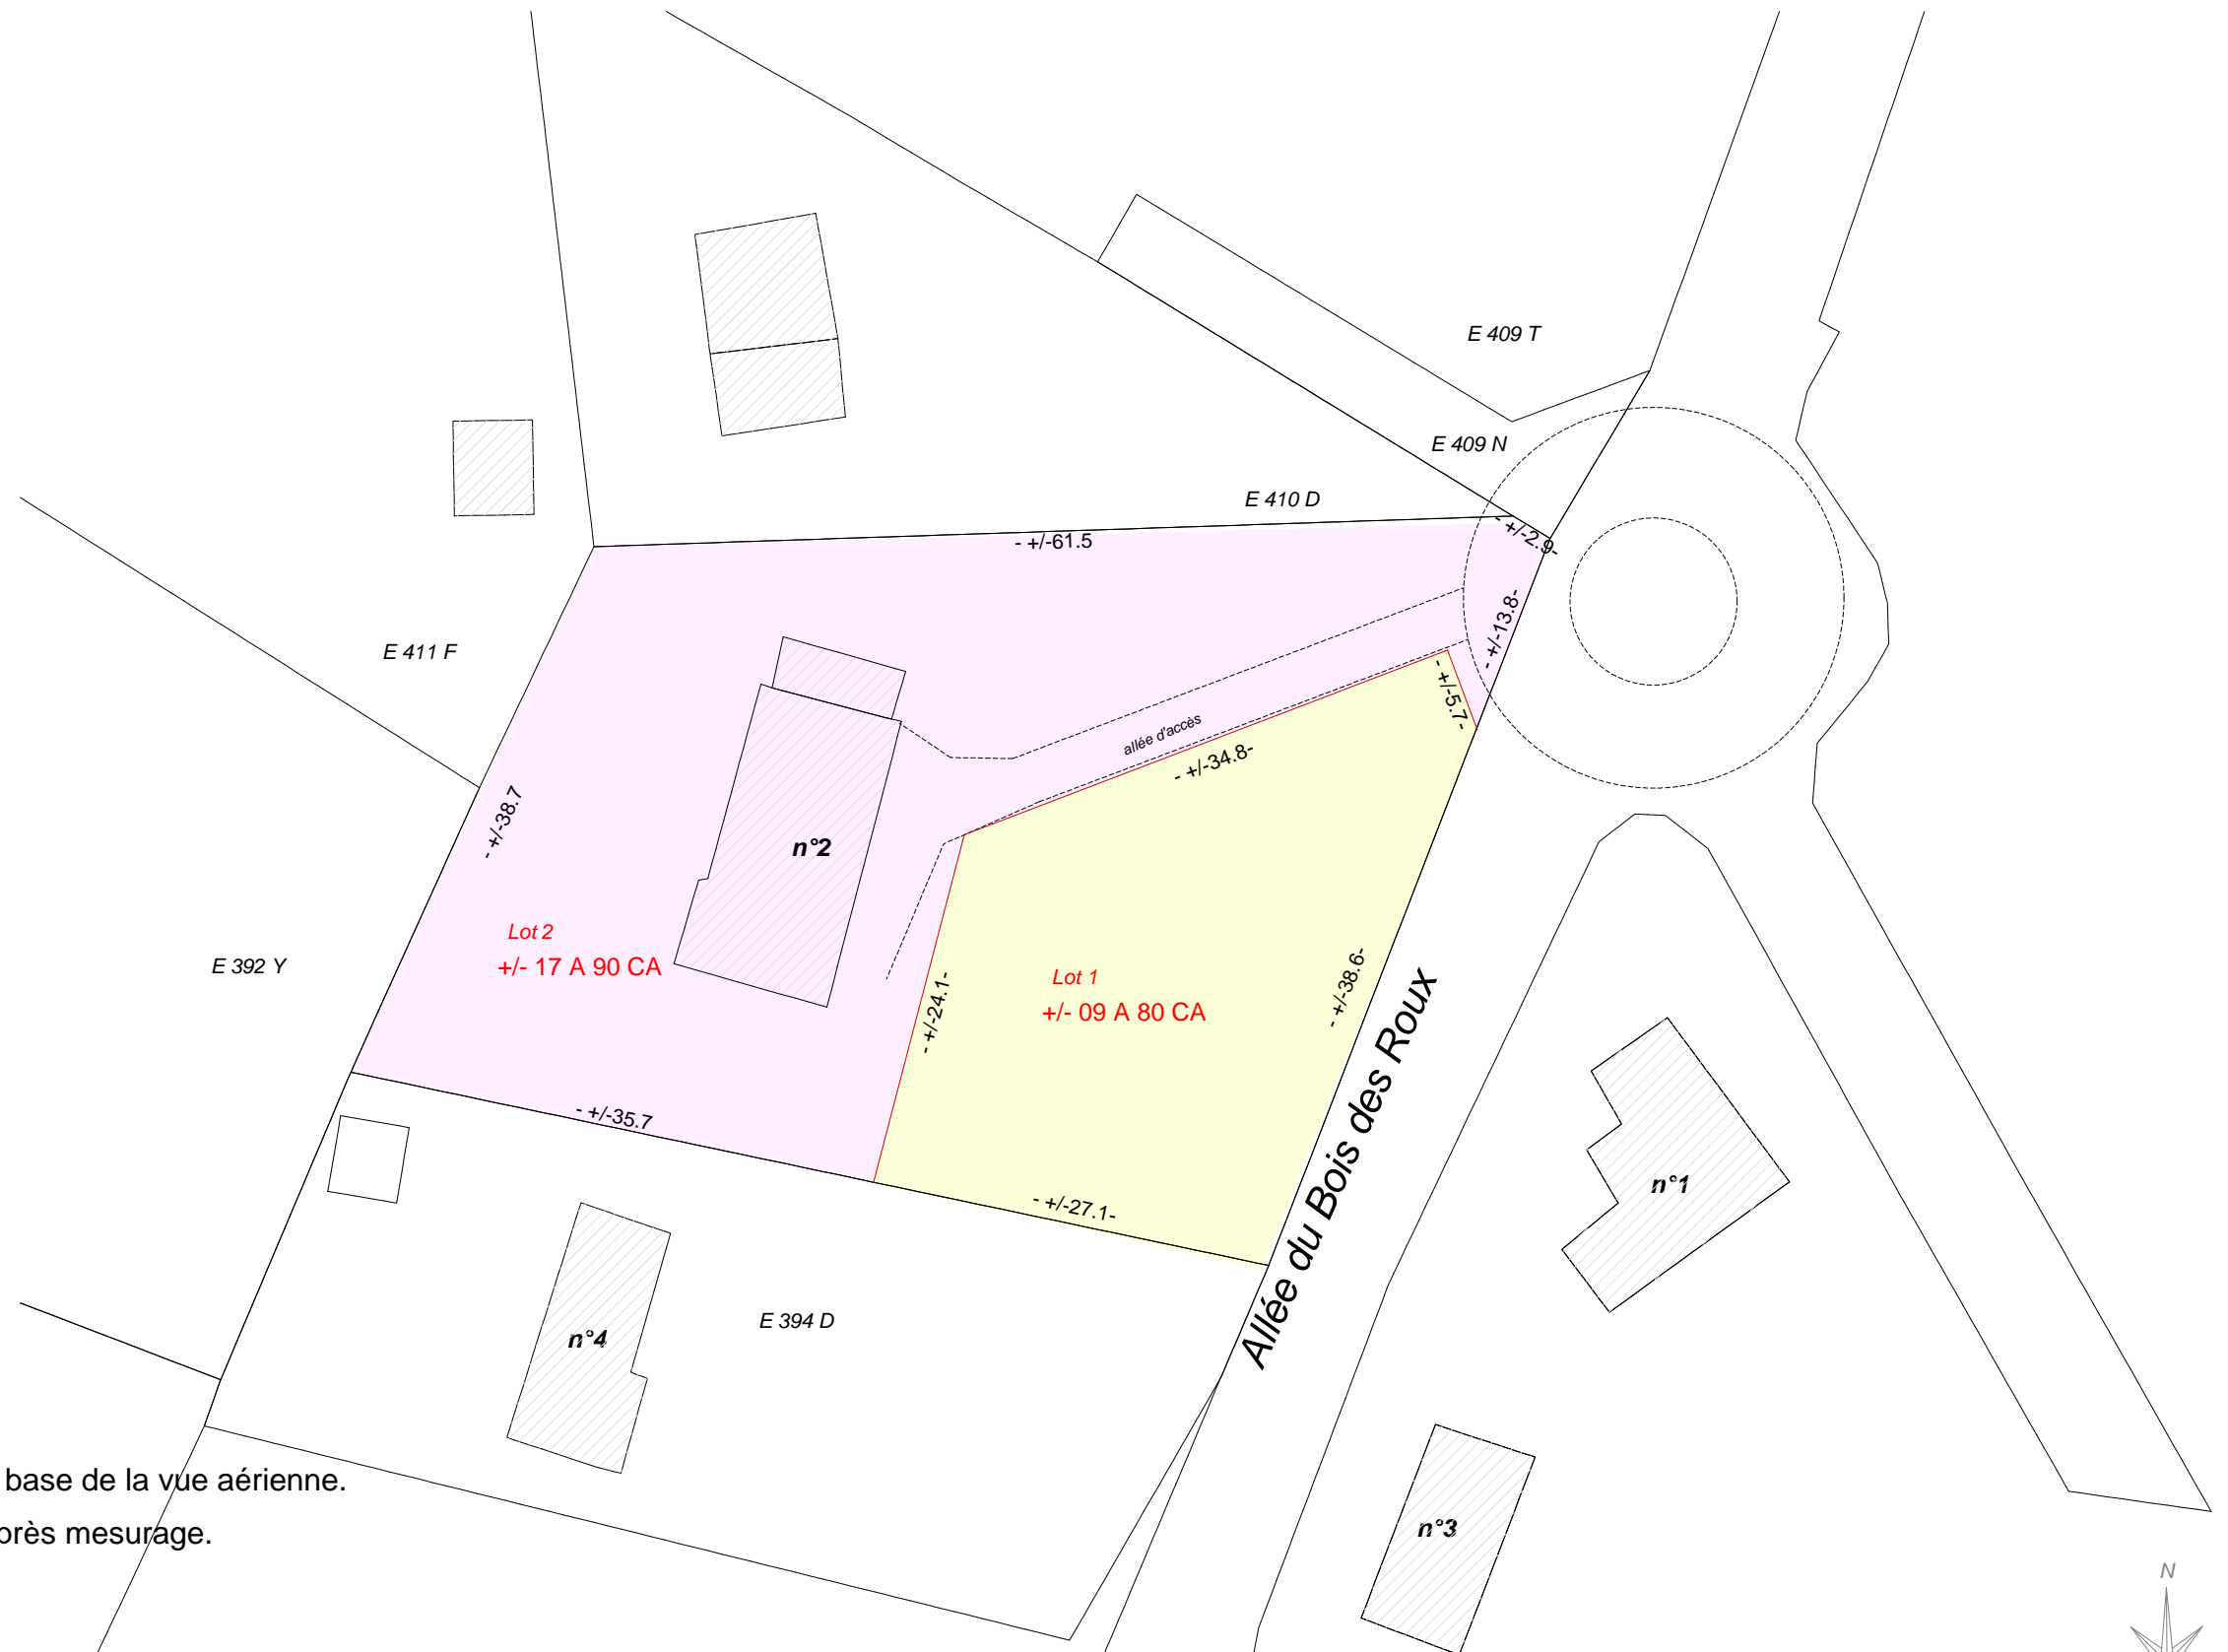 E 409 T
E 409 N
E 410 D
- +/-2.9-
- +/-61.5
- +/-13.8-
E 411 F
- +/-5.7-
allée d'accès
- +/-34.8-
- +/-38.7
n°2
Lot 2
+/- 17 A 90 CA
E 392 Y
Lot 1
+/- 09 A 80 CA
- +/-24.1-
- +/-38.6-
Allée du Bois des Roux
- +/-35.7
- +/-27.1-
n°1
E 394 D
n°4
base de la vue aérienne.
près mesurage.
n°3
N